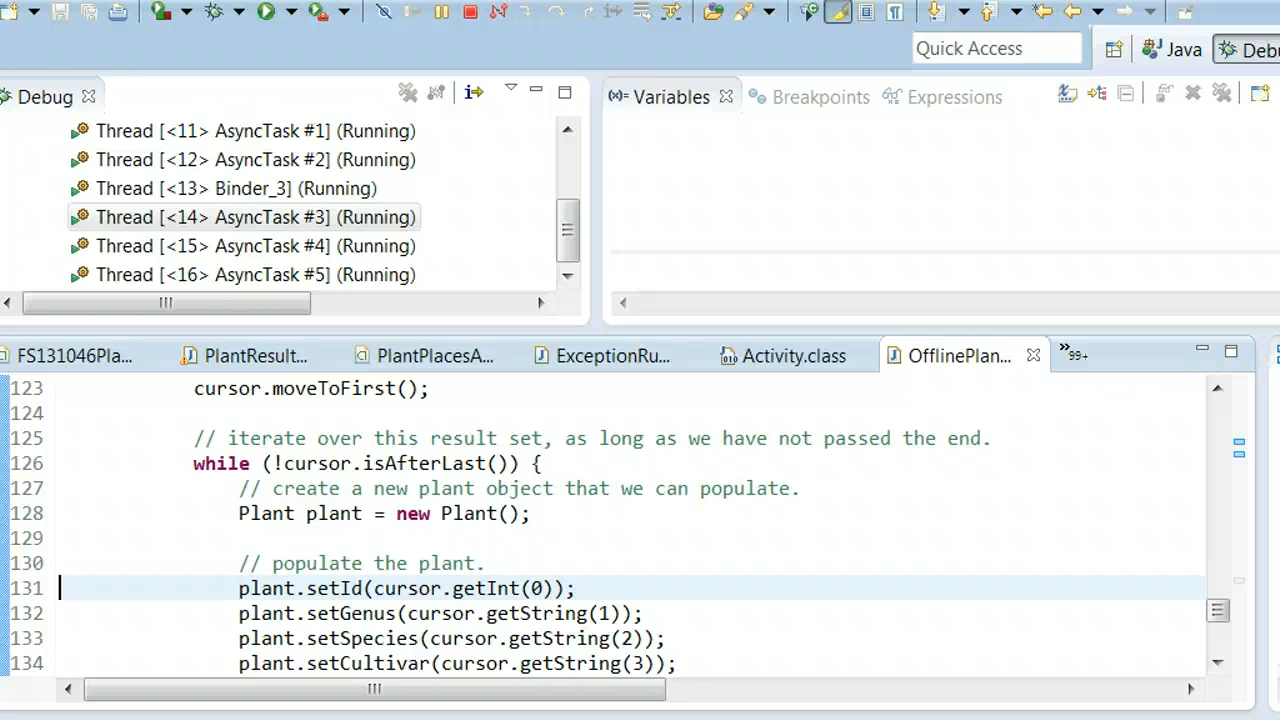 Quick Access
Java
Debu
Debug
Variables
Breakpoints
Expressions
Thread [<11> AsyncTask #1] (Running)
Thread [<12> AsyncTask #2] (Running)
Thread [<13> Binder_3] (Running)
Thread [<14> AsyncTask #3] (Running)
Thread [<15> AsyncTask #4] (Running)
Thread [<16> AsyncTask #5] (Running)
FS131046Pla...
PlantResult...
PlantPlacesA...
ExceptionRu...
Activity.class
OfflinePlan...
99+
123 cursor.moveToFirst();
124
125 // iterate over this result set, as long as we have not passed the end.
126 while (!cursor.isAfterLast()) {
127 // create a new plant object that we can populate.
128 Plant plant = new Plant();
129
130 // populate the plant.
131 plant.setId(cursor.getInt(0));
132 plant.setGenus(cursor.getString(1));
133 plant.setSpecies(cursor.getString(2));
134 plant.setCultivar(cursor.getString(3));